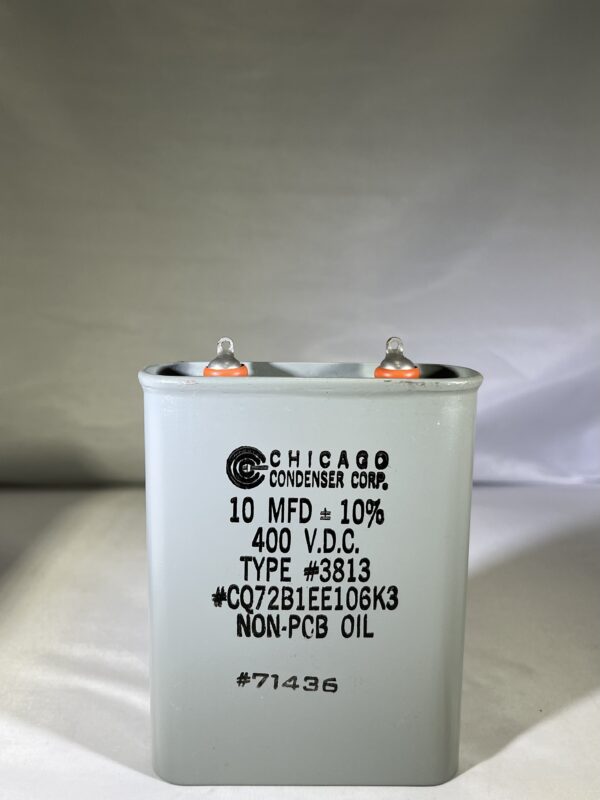 CHICAGO
CONDENSER CORP.
10 MFD ± 10%
400 V.D.C.
TYPE #3813
#CQ72B1EE106K3
NON-PCB OIL
#71436